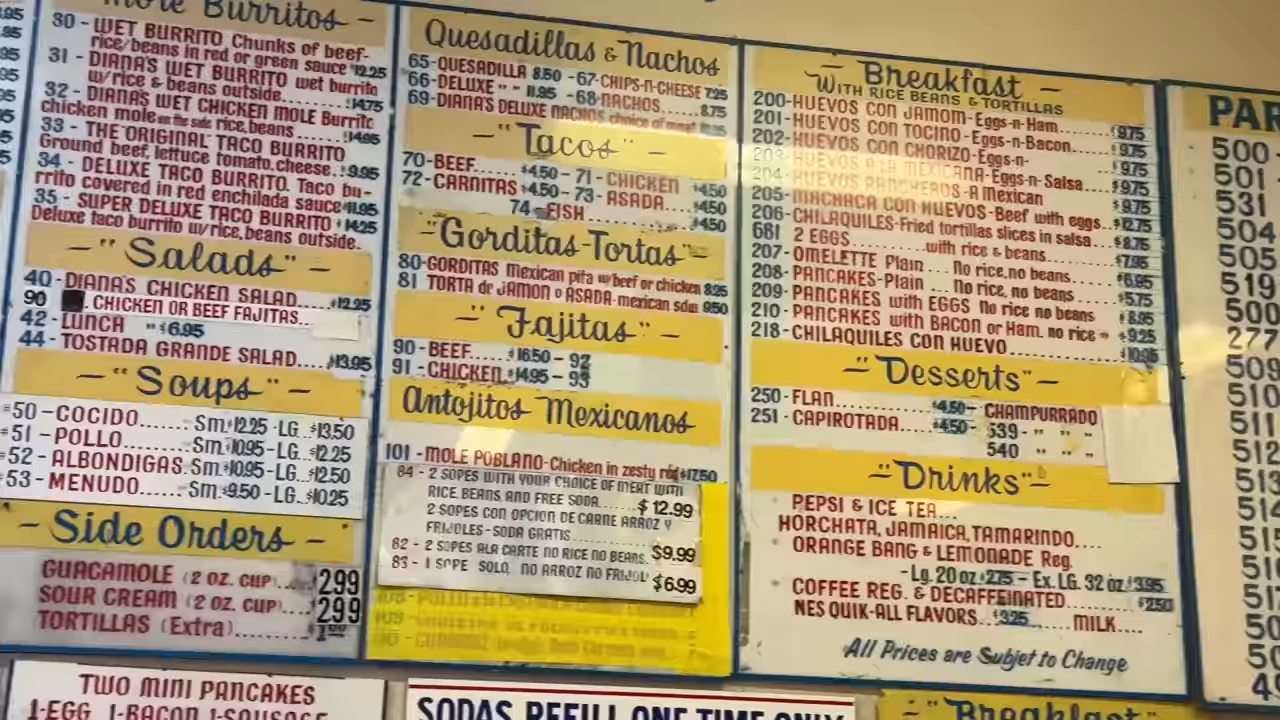 More Burritos -
30 - WET BURRITO Chunks of beef-
rice/beans in red or green sauce $12.25
31 - DIANA'S WET BURRITO wet burrito
w/rice & beans outside......$14.75
32 - DIANA'S WET CHICKEN MOLE Burrito
chicken mole on the side rice, beans......$14.95
33 - THE ORIGINAL TACO BURRITO
Ground beef, lettuce tomato, cheese..$9.95
34 - DELUXE TACO BURRITO. Taco bu-
rrito covered in red enchilada sauce $11.95
35 - SUPER DELUXE TACO BURRITO $14.25
Deluxe taco burrito w/rice, beans outside.
- "Salads" -
40 - DIANA'S CHICKEN SALAD....$12.25
90 . CHICKEN OR BEEF FAJITAS...
42 - LUNCH " $6.95
44 - TOSTADA GRANDE SALAD....$13.95
- "Soups" -
50 - COCIDO....... Sm.$12.25 - LG..$13.50
51 - POLLO........ Sm.$10.95 - LG..$12.25
52 - ALBONDIGAS. Sm.$10.95 - LG..$12.50
53 - MENUDO...... Sm.$9.50 - LG..$10.25
- Side Orders -
GUACAMOLE (2 OZ. CUP)... 299
SOUR CREAM (2 OZ. CUP).... 299
TORTILLAS (Extra)..........
TWO MINI PANCAKES
1-EGG 1-BACON 1-SAUSAGE
Quesadillas & Nachos
65-QUESADILLA 8.50 - 67-CHIPS-N-CHEESE 7.25
66-DELUXE " " 11.95 - 68-NACHOS..... 8.75
69-DIANA'S DELUXE NACHOS choice of meat
- "Tacos" -
70-BEEF......$4.50 - 71 - CHICKEN $4.50
72-CARNITAS $4.50 - 73 - ASADA....$4.50
74 - FISH ..........$4.50
- "Gorditas-Tortas" -
80-GORDITAS Mexican pita w/beef or chicken 8.25
81 TORTA de JAMON o ASADA-mexican sdw 9.50
- "Fajitas" -
90-BEEF.....$16.50 - 92
91-CHICKEN.$14.95 - 93
Antojitos Mexicanos
101 - MOLE POBLANO-Chicken in zesty $17.50
84 - 2 SOPES WITH YOUR CHOICE OF MEAT WITH
RICE, BEANS, AND FREE SODA....... $12.99
2 SOPES CON OPCION DE CARNE ARROZ Y
FRIJOLES - SODA GRATIS
82 - 2 SOPES ALA CARTE NO RICE NO BEANS. $9.99
83 - 1 SOPE SOLO, NO ARROZ NO FRIJOL $6.99
SODAS REFILL ONE TIME ONLY
- Breakfast -
WITH RICE BEANS & TORTILLAS
200-HUEVOS CON JAMOM-Eggs-n-Ham........$9.75
201-HUEVOS CON TOCINO-Eggs-n-Bacon.....$9.75
202-HUEVOS CON CHORIZO-Eggs-n- $9.75
203-HUEVOS A LA MEXICANA-Eggs-n-Salsa...$9.75
204-HUEVOS RANCHEROS-A Mexican $9.75
205-MACHACA CON HUEVOS-Beef with eggs..$12.75
206-CHILAQUILES-Fried tortillas slices in salsa...$8.75
681 2 EGGS..........with rice & beans.....$7.95
207-OMELETTE Plain .... No rice, no beans....$6.95
208-PANCAKES-Plain ... No rice, no beans ...$5.75
209-PANCAKES with EGGS No rice no beans $8.95
210-PANCAKES with BACON or Ham. no rice " $9.25
218-CHILAQUILES CON HUEVO..............$10.95
- "Desserts" -
250-FLAN........$4.50- CHAMPURRADO
251-CAPIROTADA....$4.50- 539- " " "
540 " " "
- "Drinks" -
PEPSI & ICE TEA...
HORCHATA, JAMAICA, TAMARINDO....
ORANGE BANG & LEMONADE Reg.
-Lg. 20 oz $2.75 - Ex. LG. 32 oz $3.95
COFFEE REG. & DECAFFEINATED........$2.50
NES QUIK-ALL FLAVORS..$3.25......MILK....
All Prices are Subjet to Change
- "Breakfast"
PAR
500
501
531
504
505
519
500
277
509
510
511
512
513
514